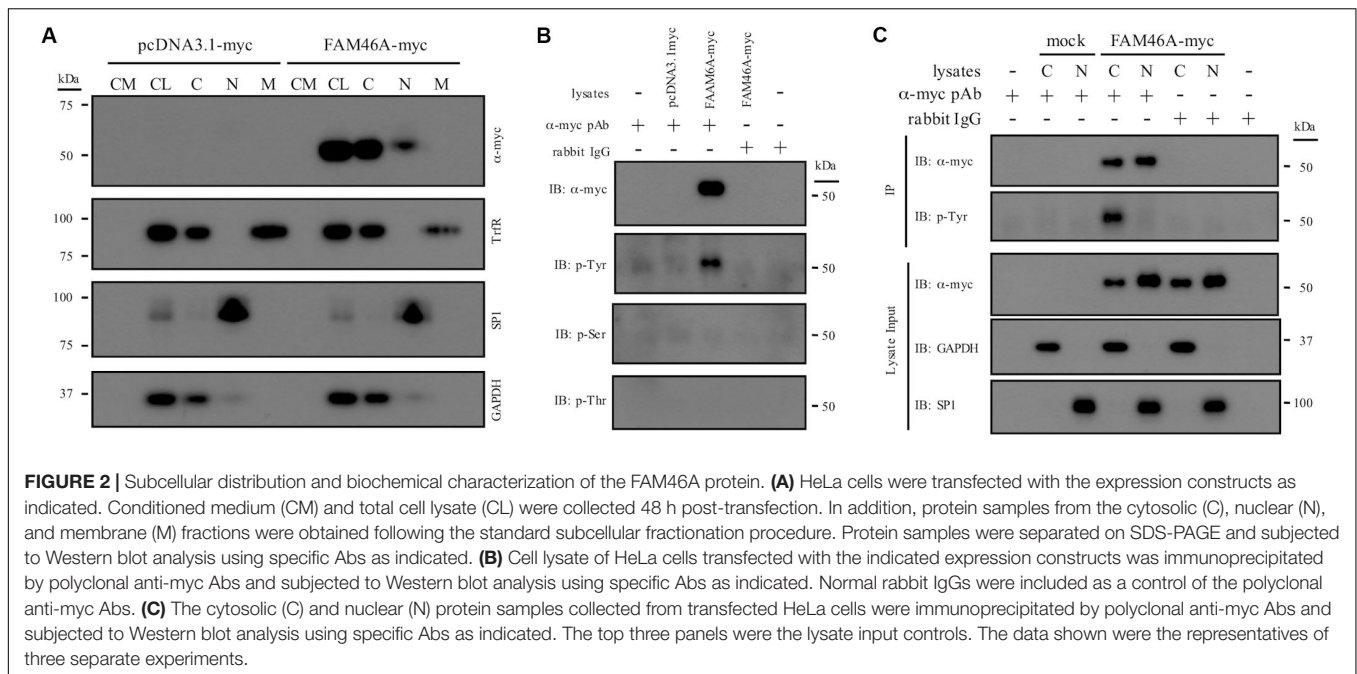 A
pcDNA3.1-myc FAM46A-myc
kDa CM CL C N M CM CL C N M
75
50
α-myc
100
75
TrfR
100
75
SP1
37
GAPDH
B
lysates - pcDNA3.1myc FAAM6A-myc FAM46A-myc -
α-myc pAb + + + - -
rabbit IgG - - - + +
kDa
IB: α-myc 50
IB: p-Tyr 50
IB: p-Ser 50
IB: p-Thr 50
C
mock FAM46A-myc
lysates - C N C N C N -
α-myc pAb + + + + + - - -
rabbit IgG - - - - - + + +
kDa
IP
IB: α-myc 50
IB: p-Tyr 50
Lysate Input
IB: α-myc 50
IB: GAPDH 37
IB: SP1 100
FIGURE 2 | Subcellular distribution and biochemical characterization of the FAM46A protein. (A) HeLa cells were transfected with the expression constructs as
indicated. Conditioned medium (CM) and total cell lysate (CL) were collected 48 h post-transfection. In addition, protein samples from the cytosolic (C), nuclear (N),
and membrane (M) fractions were obtained following the standard subcellular fractionation procedure. Protein samples were separated on SDS-PAGE and subjected
to Western blot analysis using specific Abs as indicated. (B) Cell lysate of HeLa cells transfected with the indicated expression constructs was immunoprecipitated
by polyclonal anti-myc Abs and subjected to Western blot analysis using specific Abs as indicated. Normal rabbit IgGs were included as a control of the polyclonal
anti-myc Abs. (C) The cytosolic (C) and nuclear (N) protein samples collected from transfected HeLa cells were immunoprecipitated by polyclonal anti-myc Abs and
subjected to Western blot analysis using specific Abs as indicated. The top three panels were the lysate input controls. The data shown were the representatives of
three separate experiments.